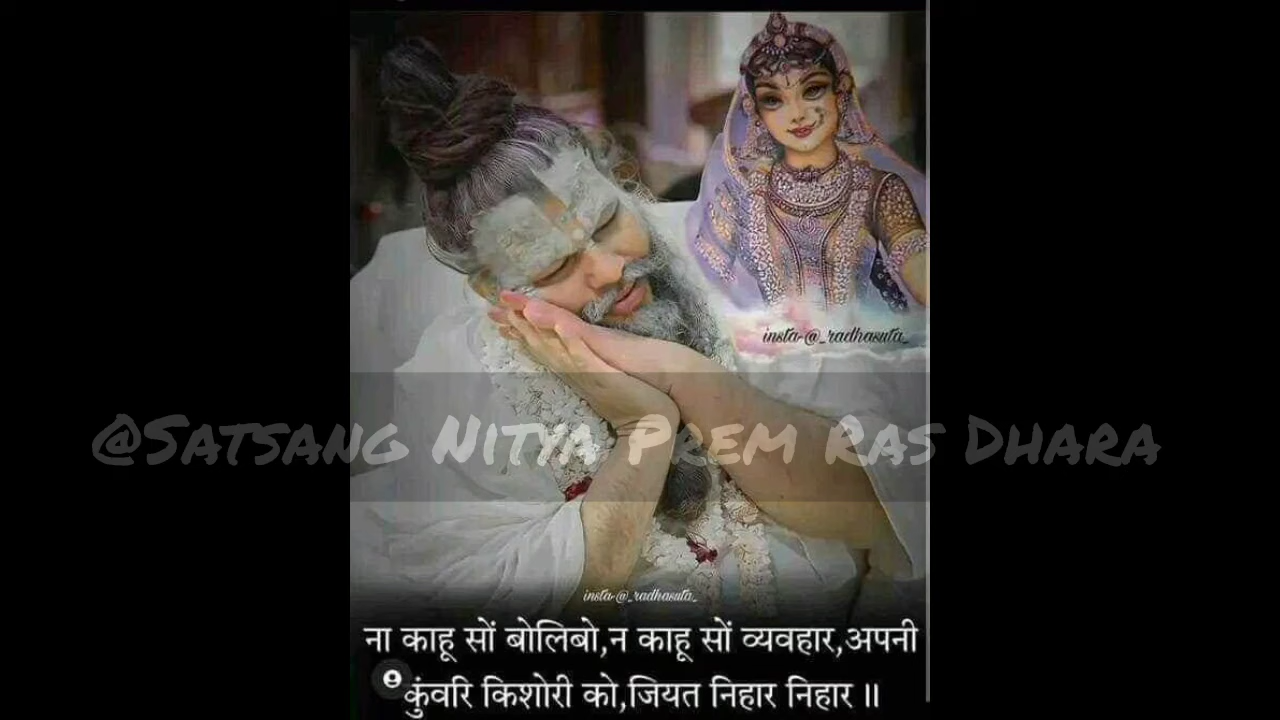 insta-@_radhasuta_
@Satsang Nitya Prem Ras Dhara
insta-@_radhasuta_
ना काहू सों बोलिबो,न काहू सों व्यवहार,अपनी
कुंवरि किशोरी को,जियत निहार निहार ॥